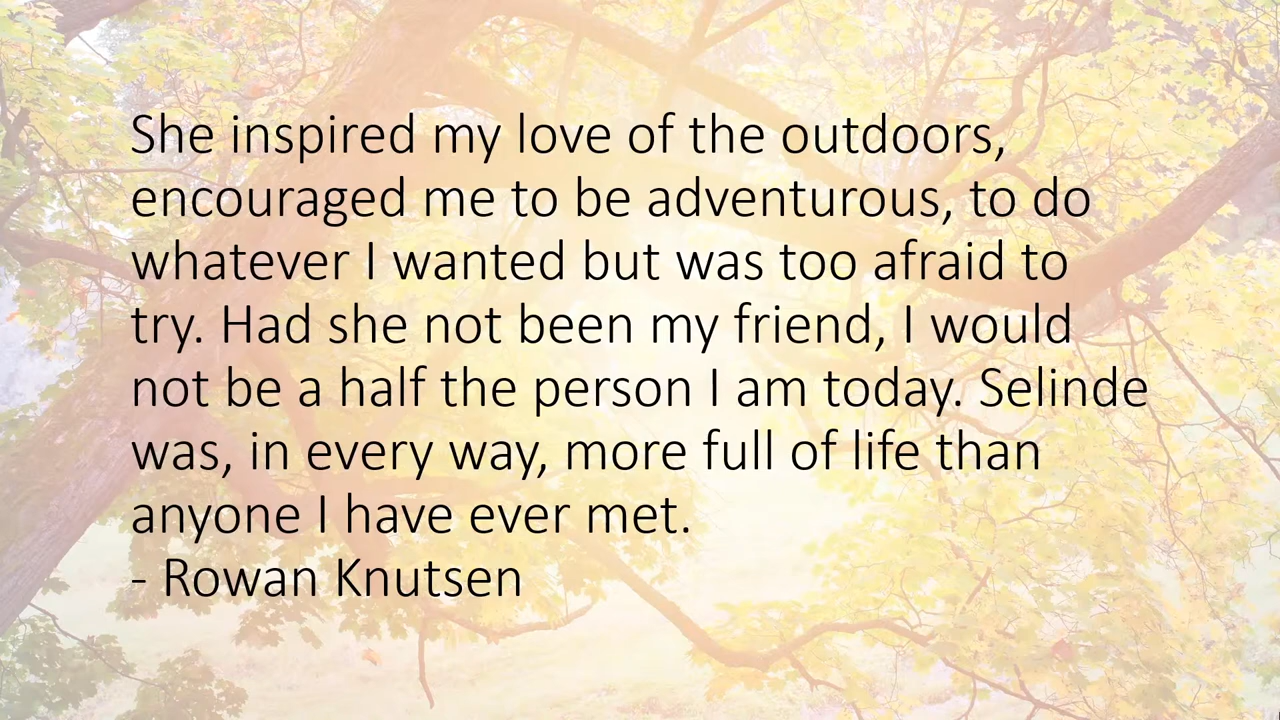 She inspired my love of the outdoors,
encouraged me to be adventurous, to do
whatever I wanted but was too afraid to
try. Had she not been my friend, I would
not be a half the person I am today. Selinde
was, in every way, more full of life than
anyone I have ever met.
- Rowan Knutsen